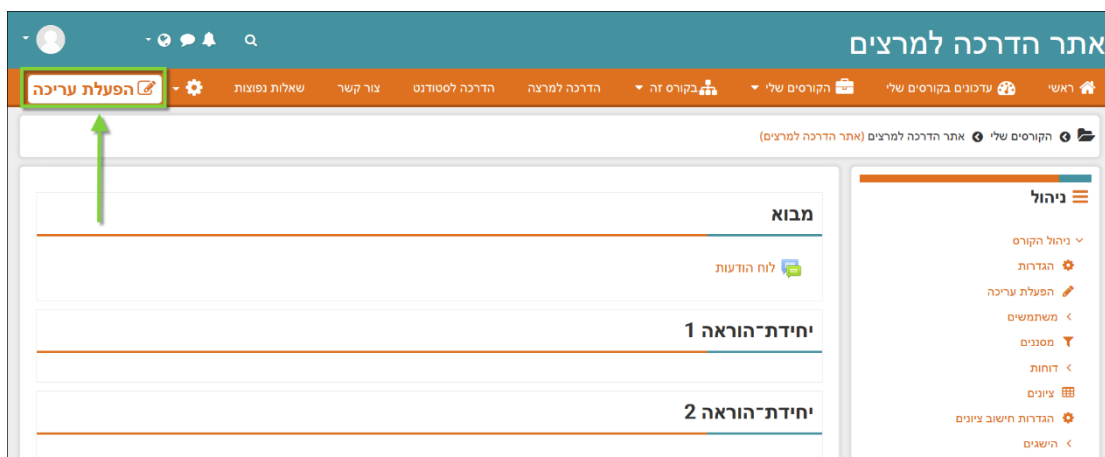 אתר הדרכה למרצים
ראשי עדכונים בקורסים שלי הקורסים שלי בקורס זה הדרכה למרצה הדרכה לסטודנט צור קשר שאלות נפוצות הפעלת עריכה
הקורסים שלי אתר הדרכה למרצים (אתר הדרכה למרצים)
ניהול
ניהול הקורס
הגדרות
הפעלת עריכה
משתמשים
מסננים
דוחות
ציונים
הגדרות חישוב ציונים
הישגים
מבוא
לוח הודעות
יחידת־הוראה 1
יחידת־הוראה 2